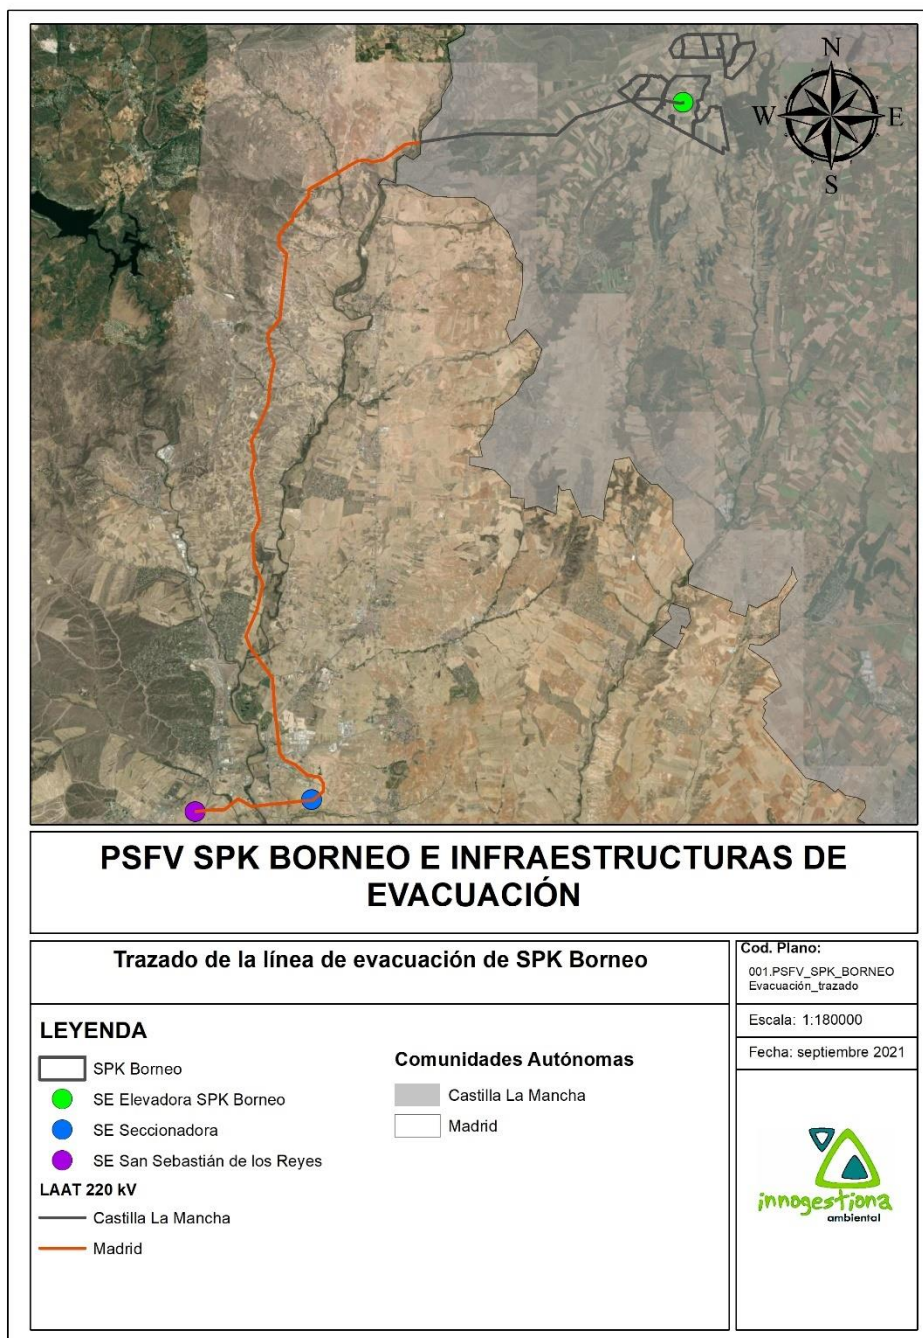 N
W
E
S
PSFV SPK BORNEO E INFRAESTRUCTURAS DE
EVACUACIÓN
Trazado de la línea de evacuación de SPK Borneo
Cod. Plano:
001.PSFV_SPK_BORNEO
Evacuación_trazado
Escala: 1:180000
Fecha: septiembre 2021
LEYENDA
SPK Borneo
SE Elevadora SPK Borneo
SE Seccionadora
SE San Sebastián de los Reyes
LAAT 220 kV
Castilla La Mancha
Madrid
Comunidades Autónomas
Castilla La Mancha
Madrid
innogestiona
ambiental